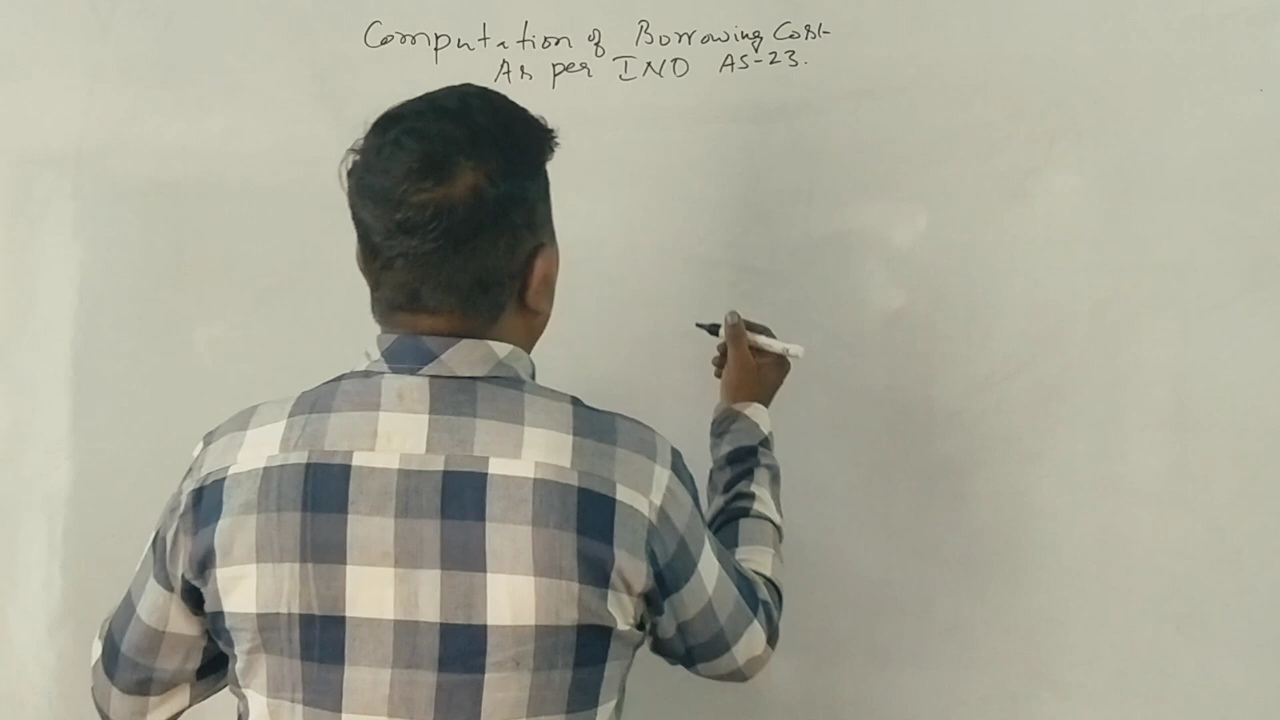 Computation of Borrowing Cost
As per IND AS-23.